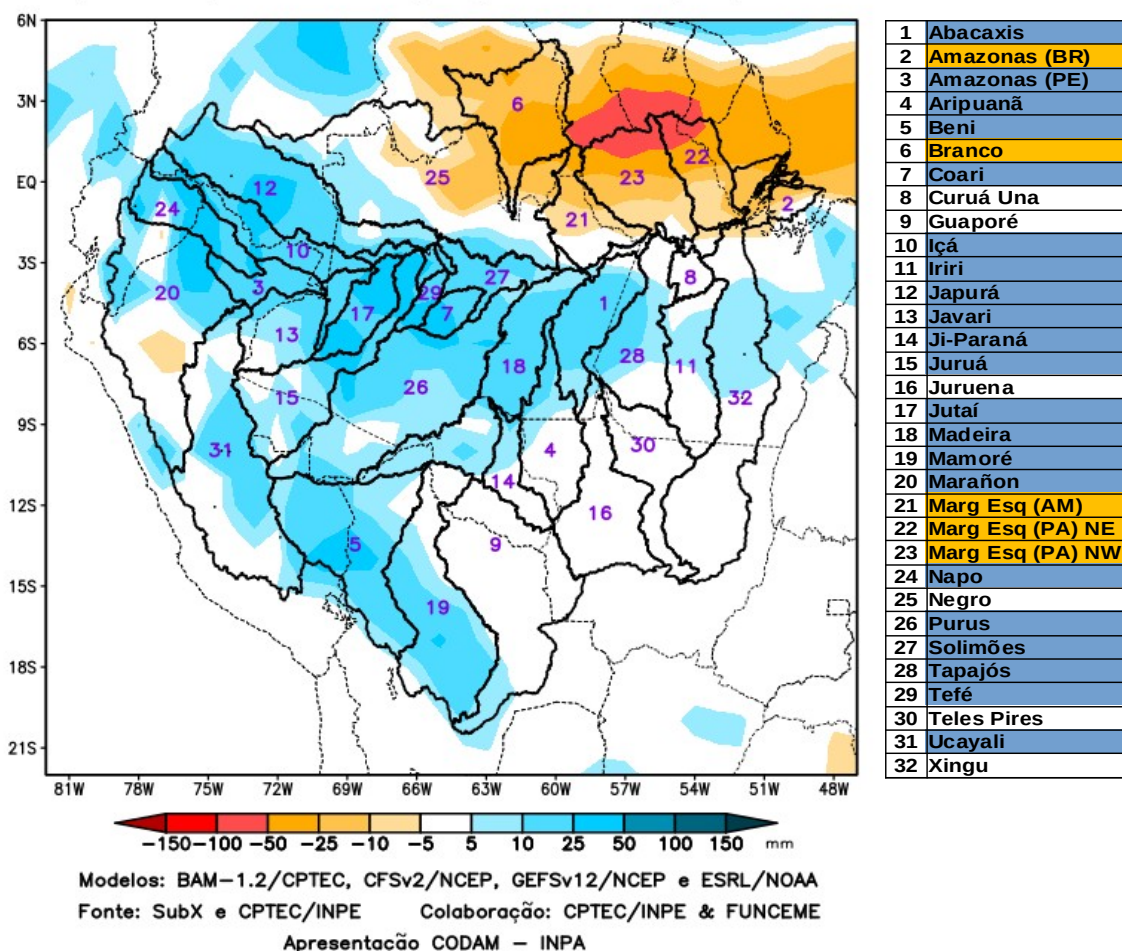 6N
3N
EQ
3S
6S
9S
12S
15S
18S
21S
81W 78W 75W 72W 69W 66W 63W 60W 57W 54W 51W 48W
6
22
25
23
12
24
21
2
10
27
8
20
3
29
17
7
1
13
18
28
11
26
15
32
31
4
30
14
16
5
9
19
-150 -100 -50 -25 -10 -5 5 10 25 50 100 150 mm
Modelos: BAM-1.2/CPTEC, CFSv2/NCEP, GEFSv12/NCEP e ESRL/NOAA
Fonte: SubX e CPTEC/INPE Colaboração: CPTEC/INPE & FUNCEME
Apresentação CODAM - INPA
1 Abacaxis
2 Amazonas (BR)
3 Amazonas (PE)
4 Aripuanã
5 Beni
6 Branco
7 Coari
8 Curuá Una
9 Guaporé
10 Içá
11 Iriri
12 Japurá
13 Javari
14 Ji-Paraná
15 Juruá
16 Juruena
17 Jutaí
18 Madeira
19 Mamoré
20 Marañon
21 Marg Esq (AM)
22 Marg Esq (PA) NE
23 Marg Esq (PA) NW
24 Napo
25 Negro
26 Purus
27 Solimões
28 Tapajós
29 Tefé
30 Teles Pires
31 Ucayali
32 Xingu